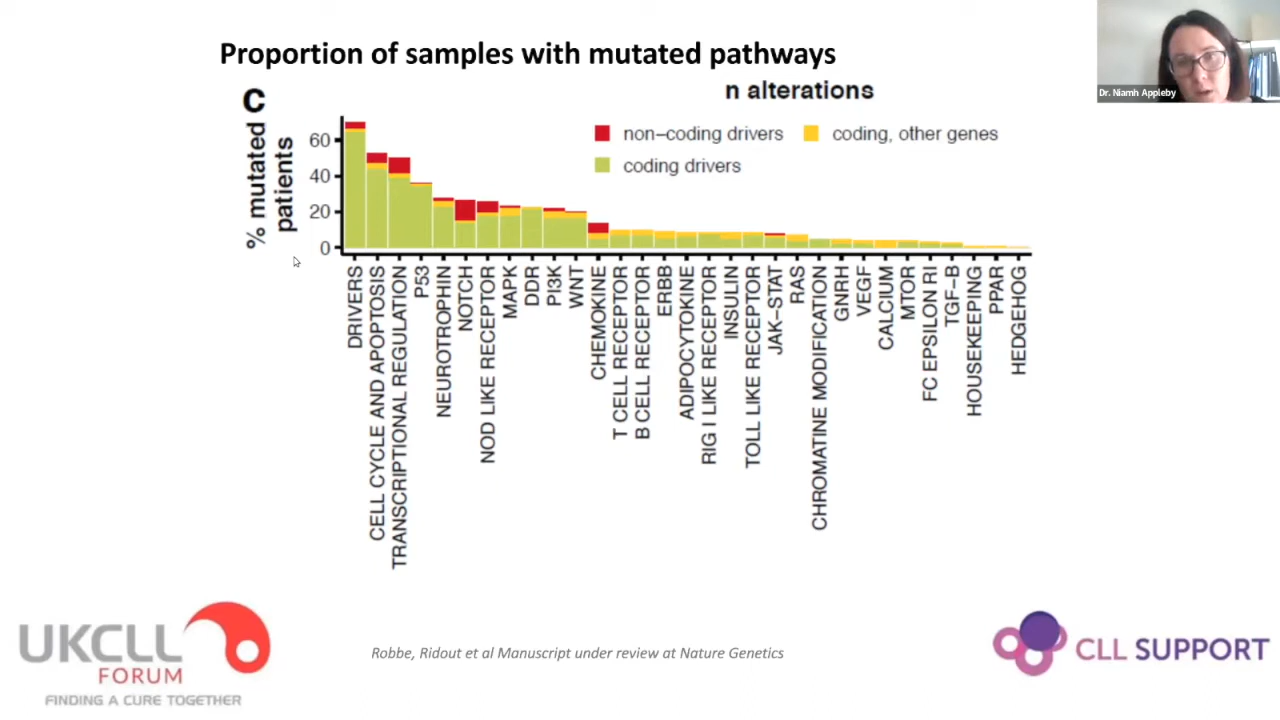 Proportion of samples with mutated pathways
Dr. Niamh Appleby
C
n alterations
non–coding drivers
coding, other genes
coding drivers
% mutated
patients
60
40
20
0
DRIVERS
CELL CYCLE AND APOPTOSIS
TRANSCRIPTIONAL REGULATION
P53
NEUROTROPHIN
NOTCH
NOD LIKE RECEPTOR
MAPK
DDR
PI3K
WNT
CHEMOKINE
T CELL RECEPTOR
B CELL RECEPTOR
ERBB
ADIPOCYTOKINE
RIG I LIKE RECEPTOR
INSULIN
TOLL LIKE RECEPTOR
JAK–STAT
RAS
CHROMATINE MODIFICATION
GNRH
VEGF
CALCIUM
MTOR
FC EPSILON RI
TGF–B
HOUSEKEEPING
PPAR
HEDGEHOG
UKCLL
FORUM
FINDING A CURE TOGETHER
Robbe, Ridout et al Manuscript under review at Nature Genetics
CLL SUPPORT